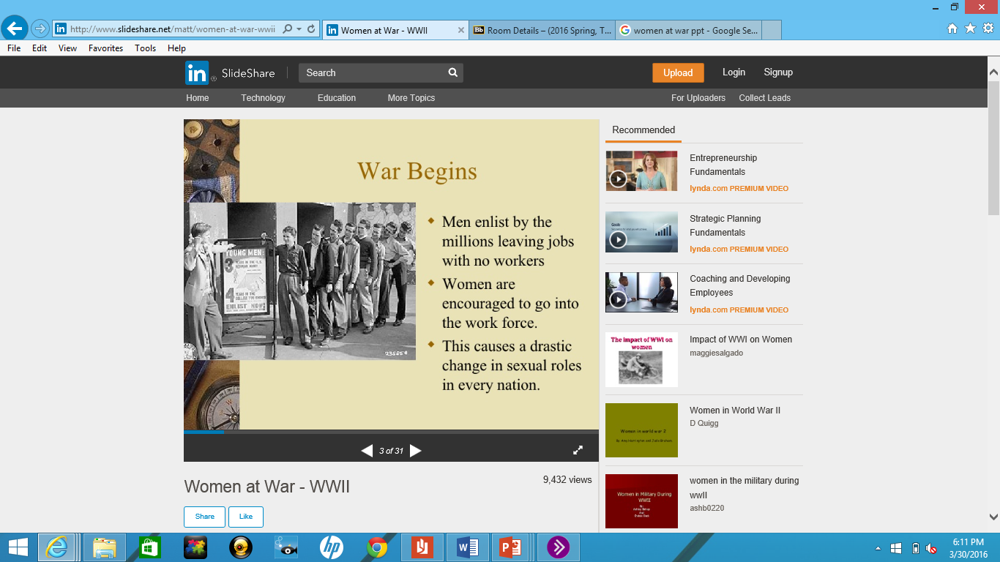 http://www.slideshare.net/matt/women-at-war-wwii
Women at War - WWII
Room Details – (2016 Spring, T...
women at war ppt - Google Se...
File Edit View Favorites Tools Help
in SlideShare
Search
Upload
Login
Signup
Home Technology Education More Topics
For Uploaders Collect Leads
War Begins
YOUNG MEN:
3
4
ENLIST NOW!
Men enlist by the
millions leaving jobs
with no workers
Women are
encouraged to go into
the work force.
This causes a drastic
change in sexual roles
in every nation.
3 of 31
Women at War - WWII
9,432 views
Share
Like
Recommended
Entrepreneurship
Fundamentals
lynda.com PREMIUM VIDEO
Goals
Strategic Planning
Fundamentals
lynda.com PREMIUM VIDEO
Coaching and Developing
Employees
lynda.com PREMIUM VIDEO
The impact of WWI on
women
Impact of WWI on Women
maggiesalgado
Women in world war 2
Women in World War II
D Quigg
Women in Military During
WWII
By:
And
women in the military during
wwII
ashb0220
6:11 PM
3/30/2016